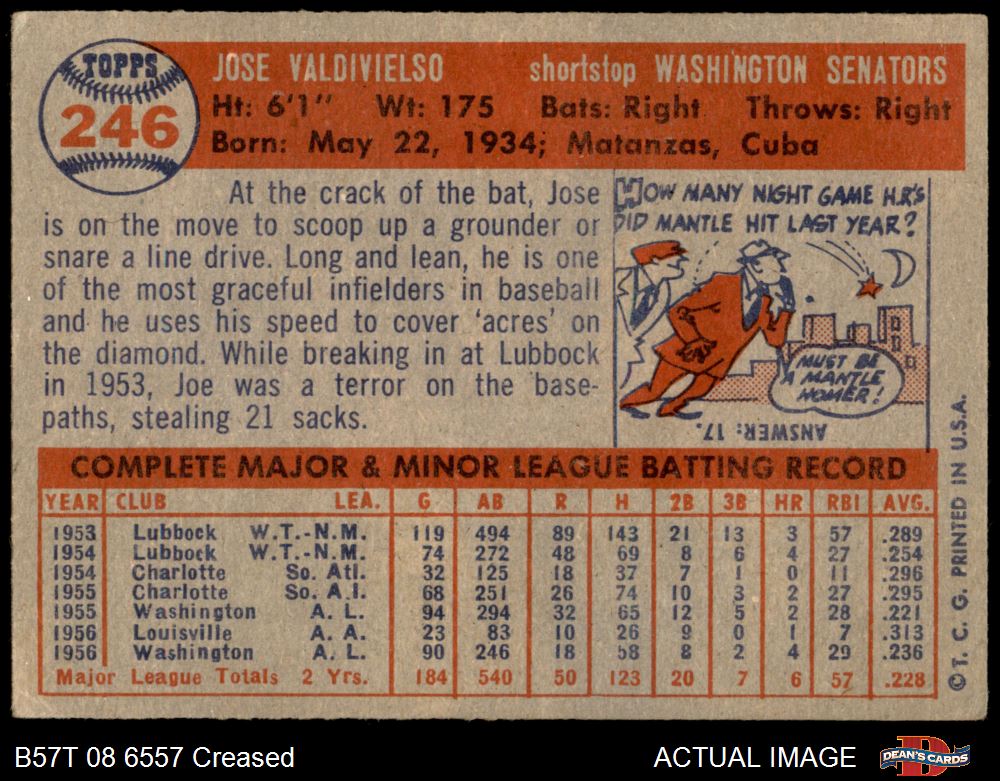 TOPPS
246
JOSE VALDIVIELSO shortstop WASHINGTON SENATORS
Ht: 6'1" Wt: 175 Bats: Right Throws: Right
Born: May 22, 1934; Matanzas, Cuba
At the crack of the bat, Jose
is on the move to scoop up a grounder or
snare a line drive. Long and lean, he is one
of the most graceful infielders in baseball
and he uses his speed to cover 'acres' on
the diamond. While breaking in at Lubbock
in 1953, Joe was a terror on the base-
paths, stealing 21 sacks.
HOW MANY NIGHT GAME H.R.'S
DID MANTLE HIT LAST YEAR?
MUST BE
A MANTLE
HOMER!
ANSWER: 17.
COMPLETE MAJOR & MINOR LEAGUE BATTING RECORD
YEAR CLUB LEA. G AB R H 2B 3B HR RBI AVG.
1953 Lubbock W.T.-N.M. 119 494 89 143 21 13 3 57 .289
1954 Lubbock W.T.-N.M. 74 272 48 69 8 6 4 27 .254
1954 Charlotte So. Atl. 32 125 18 37 7 1 0 11 .296
1955 Charlotte So. A.l. 68 251 26 74 10 3 2 27 .295
1955 Washington A. L. 94 294 32 65 12 5 2 28 .221
1956 Louisville A. A. 23 83 10 26 9 0 1 7 .313
1956 Washington A. L. 90 246 18 58 8 2 4 29 .236
Major League Totals 2 Yrs. 184 540 50 123 20 7 6 57 .228
©T. C. G. PRINTED IN U.S.A.
B57T 08 6557 Creased
ACTUAL IMAGE
DEAN'S CARDS